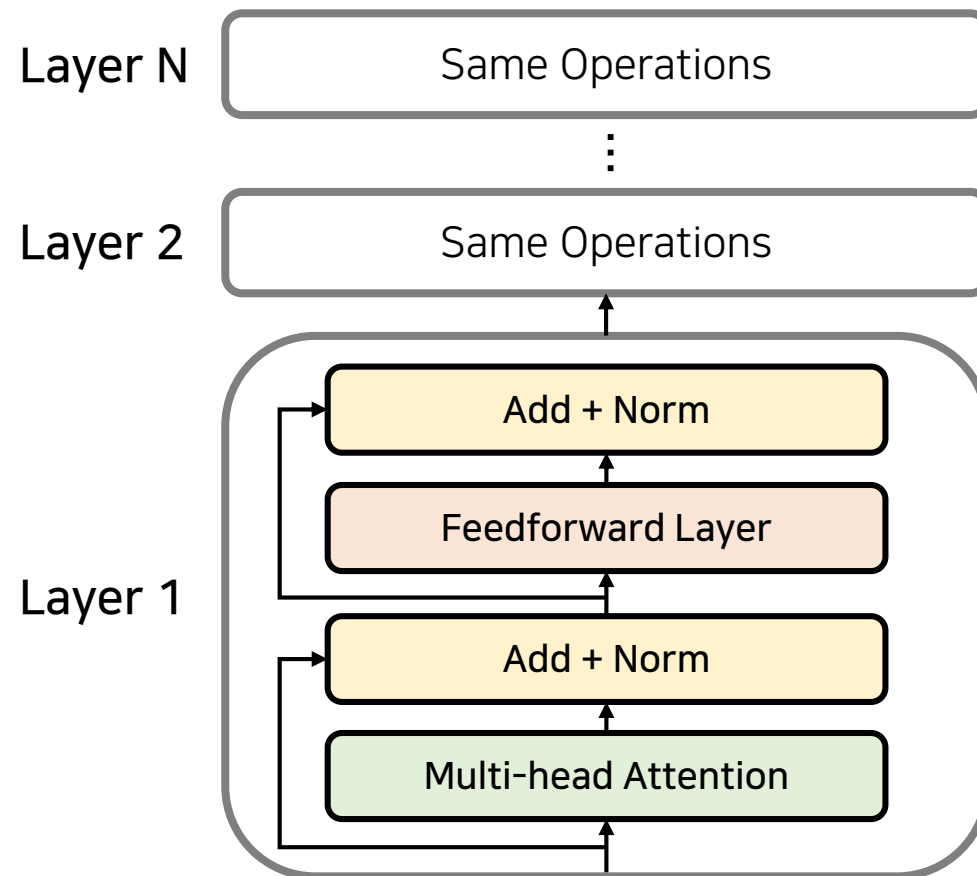 Layer N
Same Operations
⋮
Layer 2
Same Operations
Layer 1
Add + Norm
Feedforward Layer
Add + Norm
Multi-head Attention